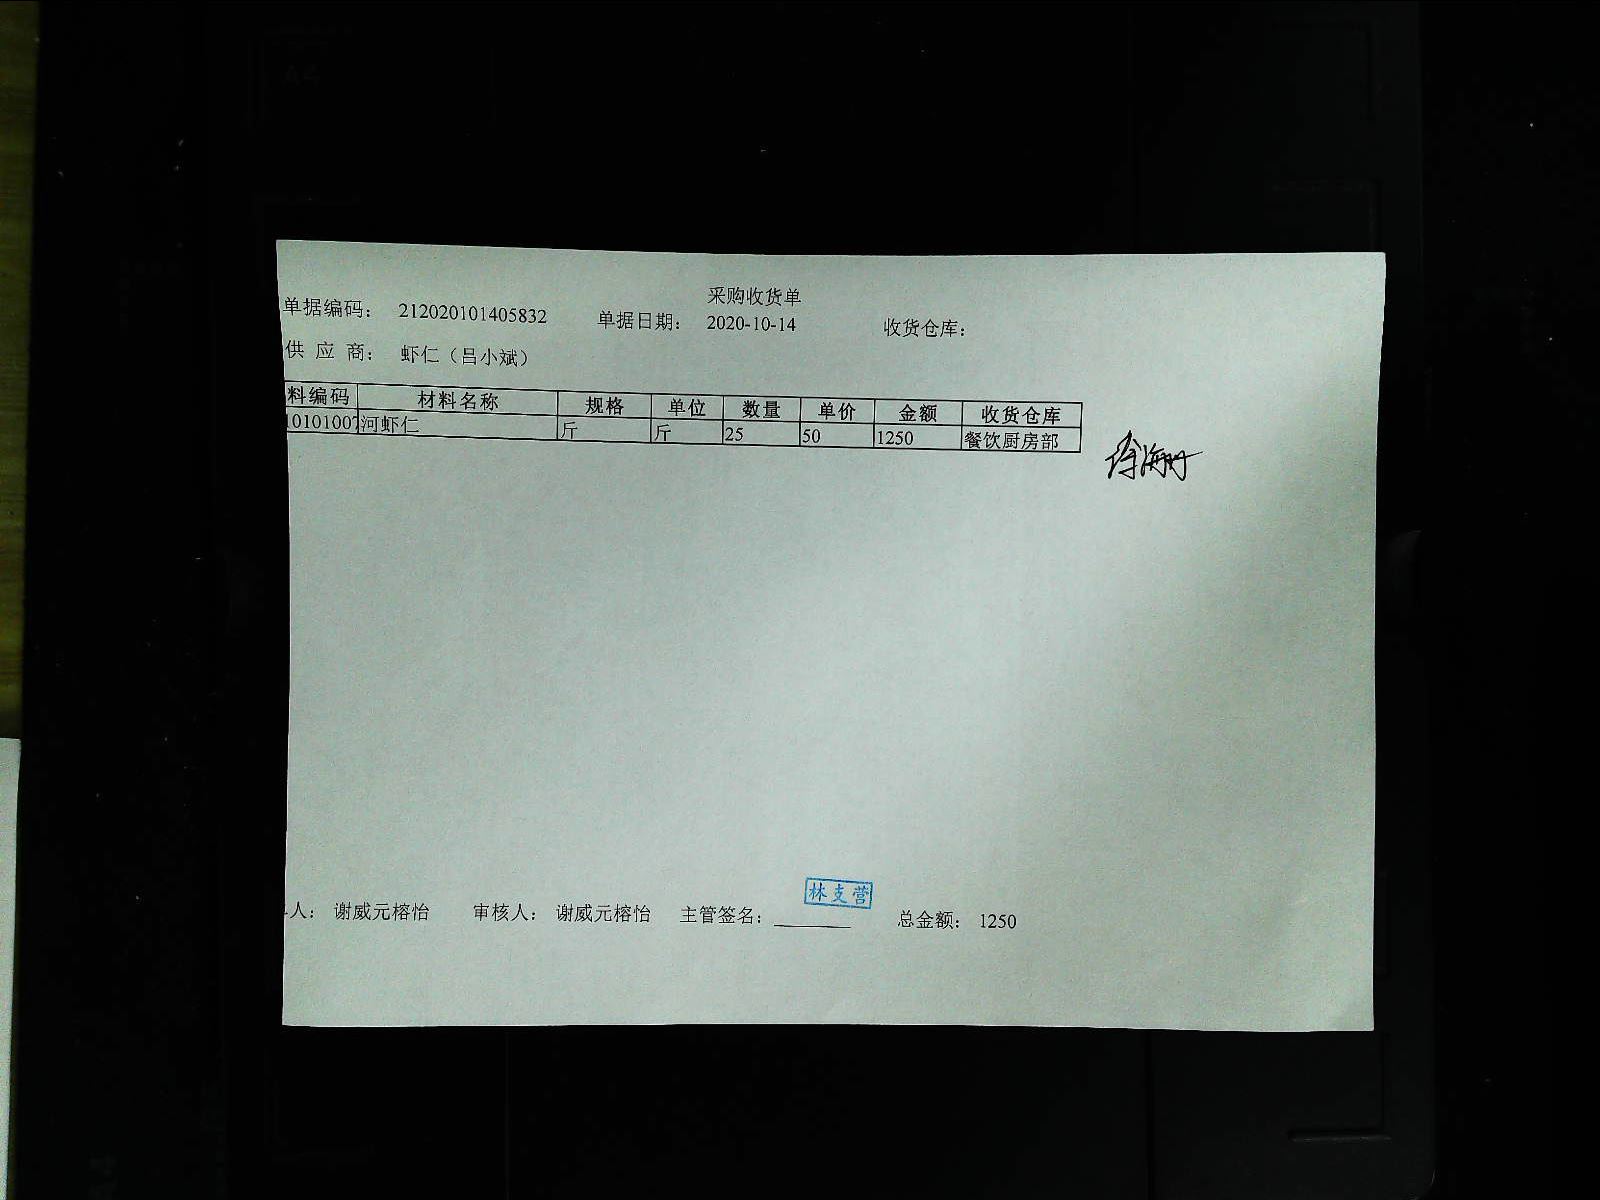 采购收货单
单据编码： 212020101405832 单据日期： 2020-10-14 收货仓库：
供 应 商： 虾仁（吕小斌）
料编码 材料名称 规格 单位 数量 单价 金额 收货仓库
10101007 河虾仁 斤 斤 25 50 1250 餐饮厨房部
林支营
人： 谢威元榕怡 审核人： 谢威元榕怡 主管签名： 总金额： 1250